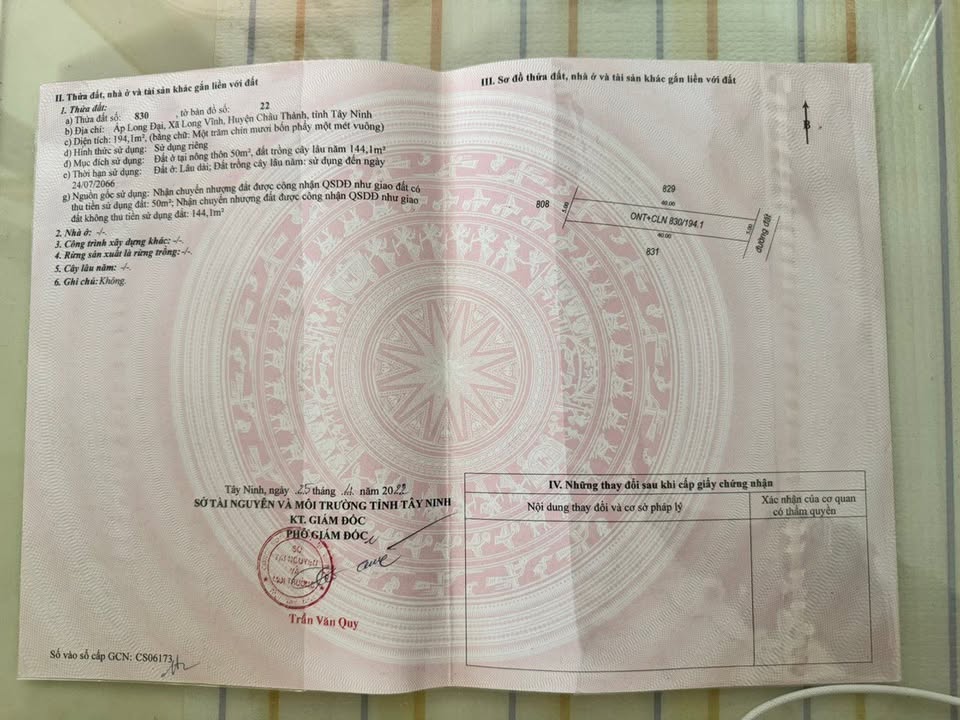 II. Thửa đất, nhà ở và tài sản khác gắn liền với đất
1. Thửa đất:
a) Thửa đất số: 830 , tờ bản đồ số: 22
b) Địa chỉ: Ấp Long Đại, Xã Long Vĩnh, Huyện Châu Thành, tỉnh Tây Ninh
c) Diện tích: 194,1m², (bằng chữ: Một trăm chín mươi bốn phẩy một mét vuông)
d) Hình thức sử dụng: Sử dụng riêng
đ) Mục đích sử dụng: Đất ở tại nông thôn 50m², đất trồng cây lâu năm 144,1m²
e) Thời hạn sử dụng: Đất ở: Lâu dài; Đất trồng cây lâu năm: sử dụng đến ngày
24/07/2066
g) Nguồn gốc sử dụng: Nhận chuyển nhượng đất được công nhận QSDĐ như giao đất có
thu tiền sử dụng đất: 50m²; Nhận chuyển nhượng đất được công nhận QSDĐ như giao
đất không thu tiền sử dụng đất: 144,1m²
2. Nhà ở: -/-
3. Công trình xây dựng khác: -/-
4. Rừng sản xuất là rừng trồng: -/-
5. Cây lâu năm: -/-
6. Ghi chú: Không.
Tây Ninh, ngày 25 tháng 11 năm 2022
SỞ TÀI NGUYÊN VÀ MÔI TRƯỜNG TỈNH TÂY NINH
KT. GIÁM ĐỐC
PHÓ GIÁM ĐỐC
SỞ
TÀI NGUYÊN
VÀ
MÔI TRƯỜNG
Trần Văn Quy
Số vào sổ cấp GCN: CS06173
III. Sơ đồ thửa đất, nhà ở và tài sản khác gắn liền với đất
B
829
808
40.00
5.00
ONT+CLN 830/194.1
5.00
40.00
đường đất
831
IV. Những thay đổi sau khi cấp giấy chứng nhận
Nội dung thay đổi và cơ sở pháp lý
Xác nhận của cơ quan
có thẩm quyền